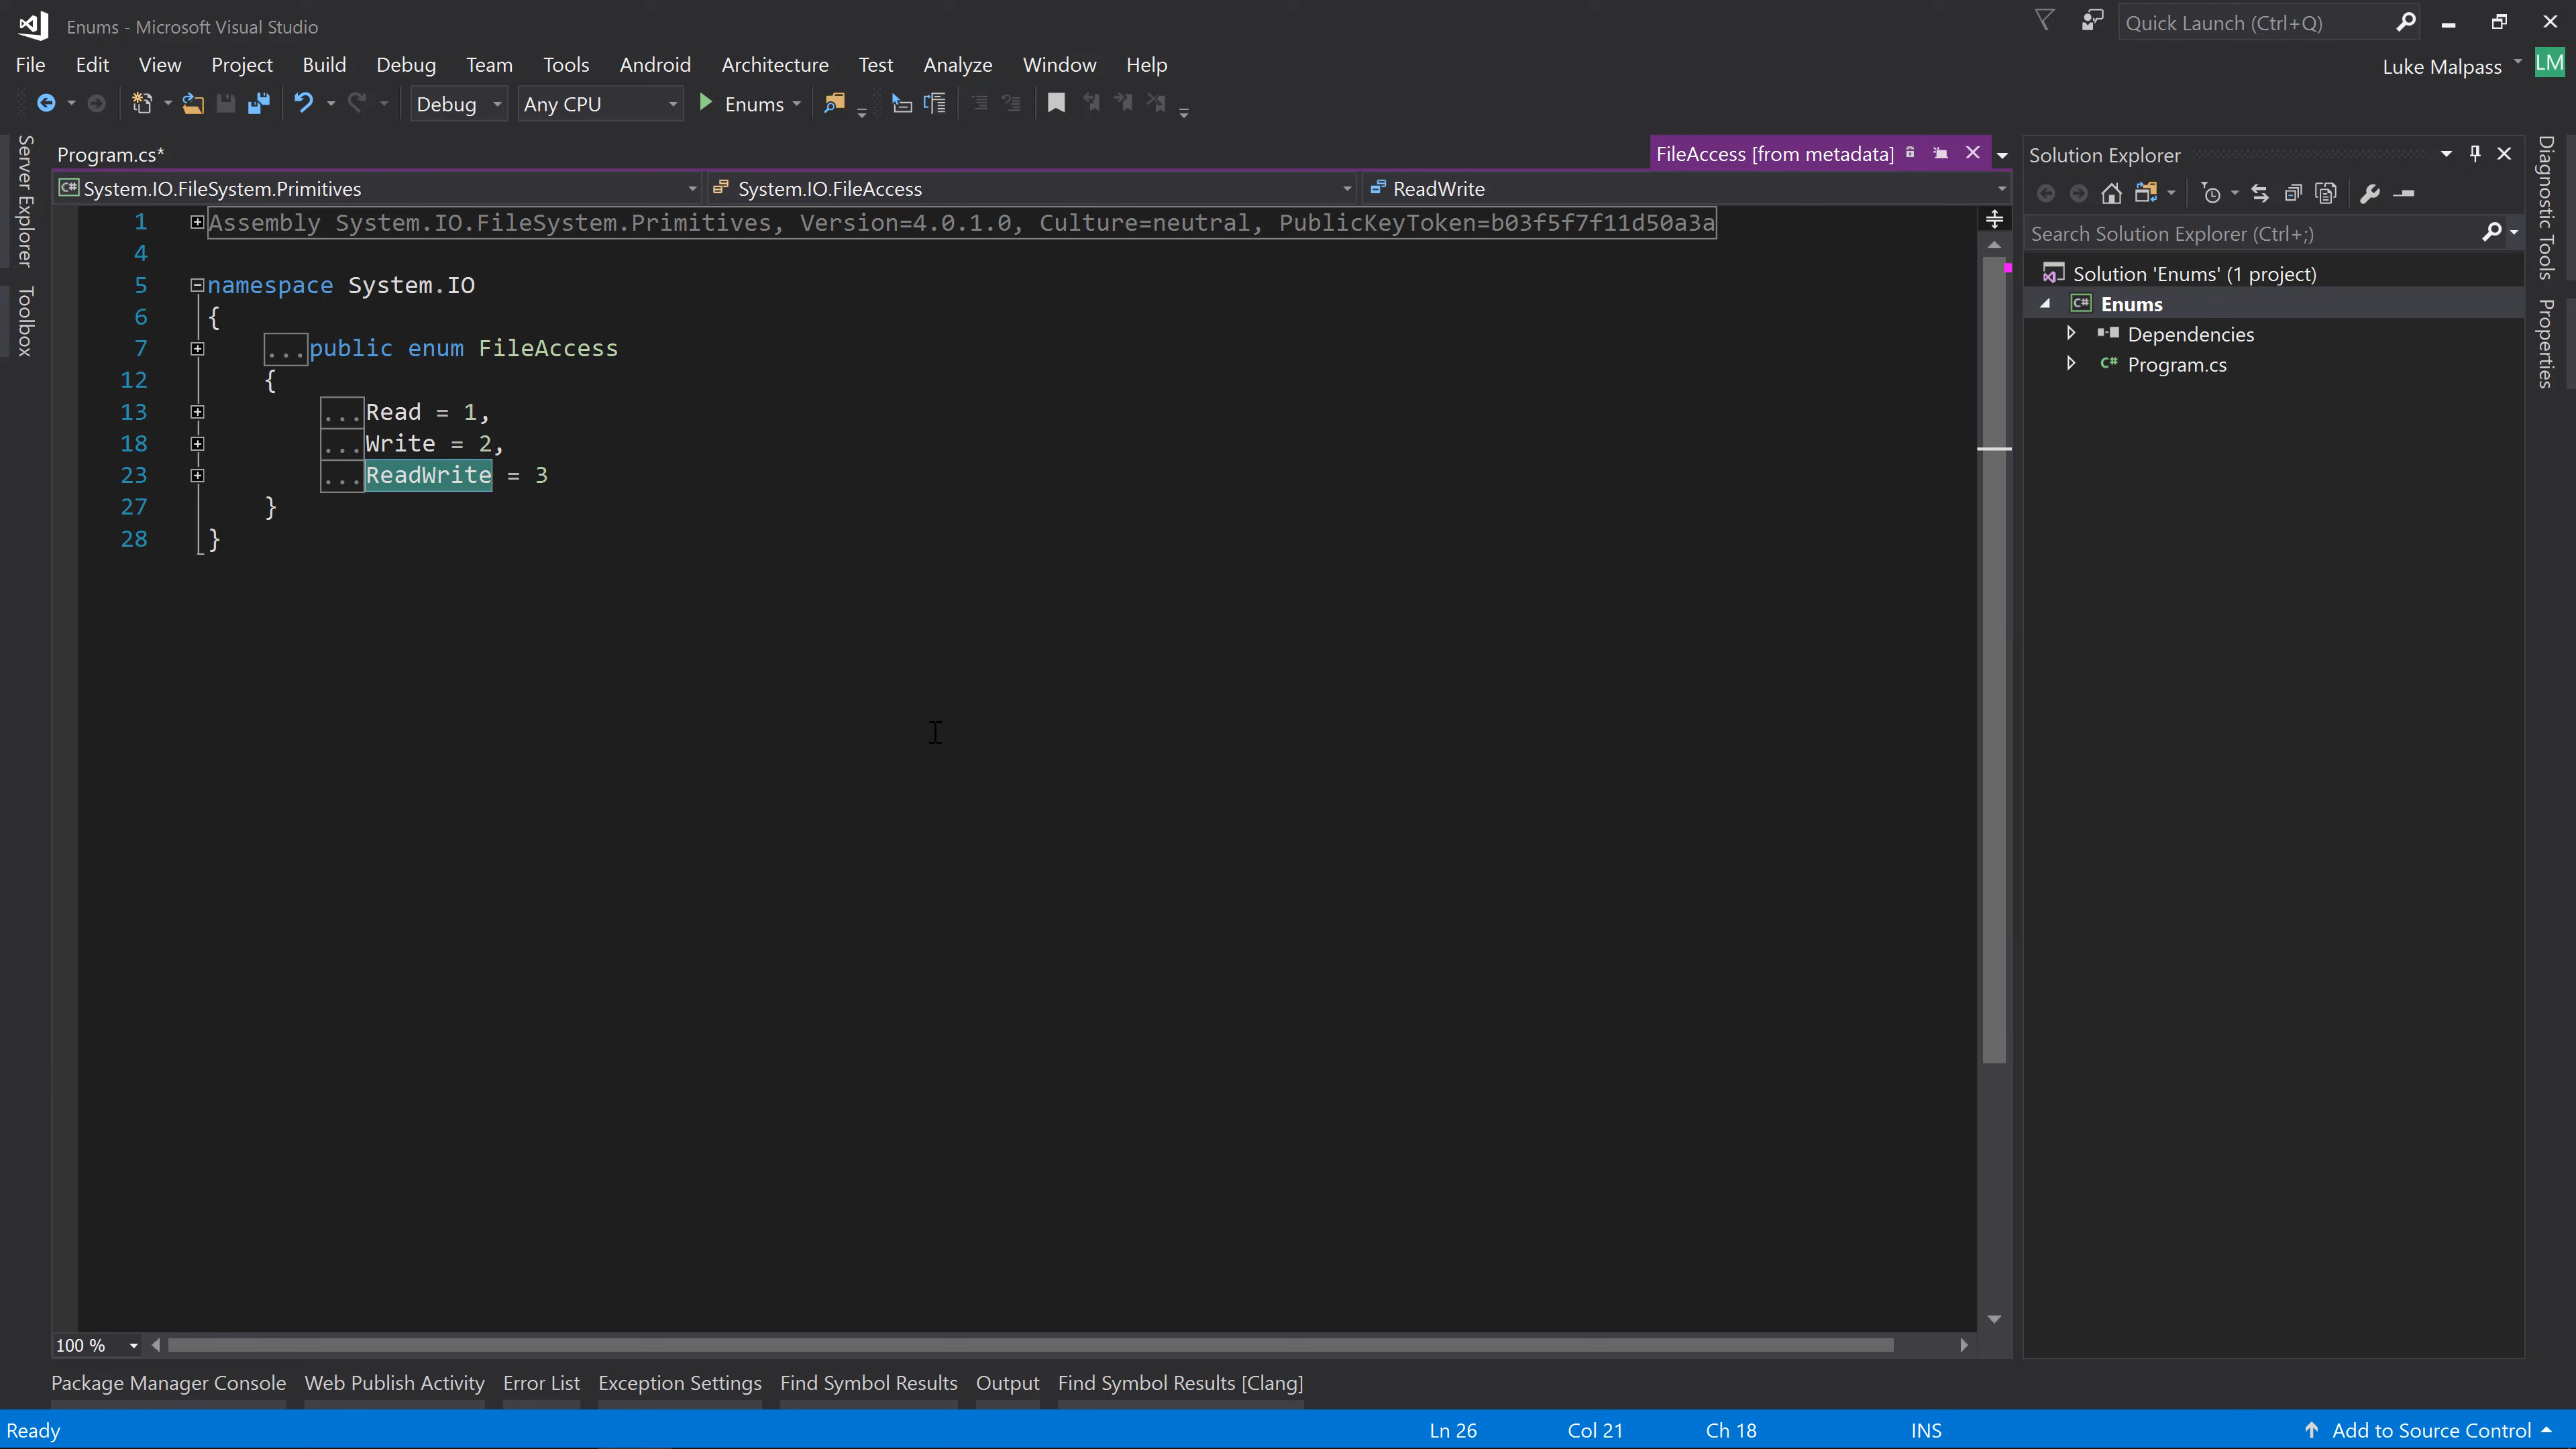 Enums - Microsoft Visual Studio
Quick Launch (Ctrl+Q)
File Edit View Project Build Debug Team Tools Android Architecture Test Analyze Window Help
Luke Malpass LM
Debug Any CPU Enums
Server Explorer
Toolbox
Program.cs*
FileAccess [from metadata]
System.IO.FileSystem.Primitives System.IO.FileAccess ReadWrite
1 Assembly System.IO.FileSystem.Primitives, Version=4.0.1.0, Culture=neutral, PublicKeyToken=b03f5f7f11d50a3a
4
5 namespace System.IO
6 {
7 ...public enum FileAccess
12 {
13 ...Read = 1,
18 ...Write = 2,
23 ...ReadWrite = 3
27 }
28 }
100 %
Solution Explorer
Search Solution Explorer (Ctrl+;)
Solution 'Enums' (1 project)
C# Enums
Dependencies
C# Program.cs
Diagnostic Tools
Properties
Package Manager Console Web Publish Activity Error List Exception Settings Find Symbol Results Output Find Symbol Results [Clang]
Ready Ln 26 Col 21 Ch 18 INS Add to Source Control